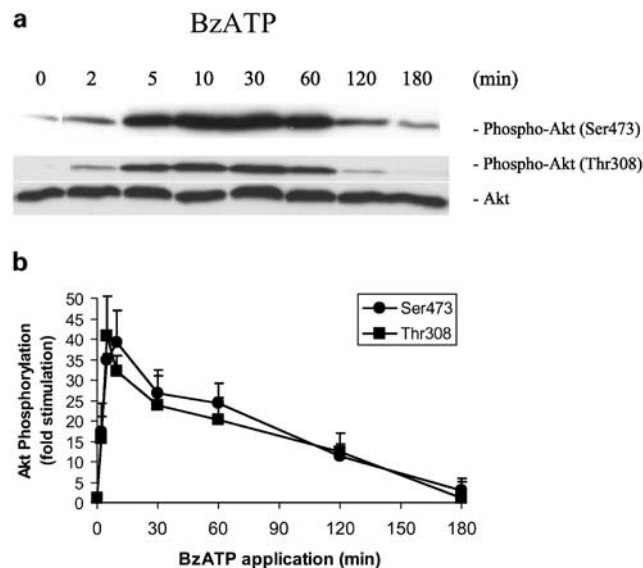 a
BzATP
0 2 5 10 30 60 120 180 (min)
- Phospho-Akt (Ser473)
- Phospho-Akt (Thr308)
- Akt
b
50
45
40
35
30
25
20
15
10
5
0
Akt Phosphorylation
(fold stimulation)
Ser473
Thr308
0 30 60 90 120 150 180
BzATP application (min)